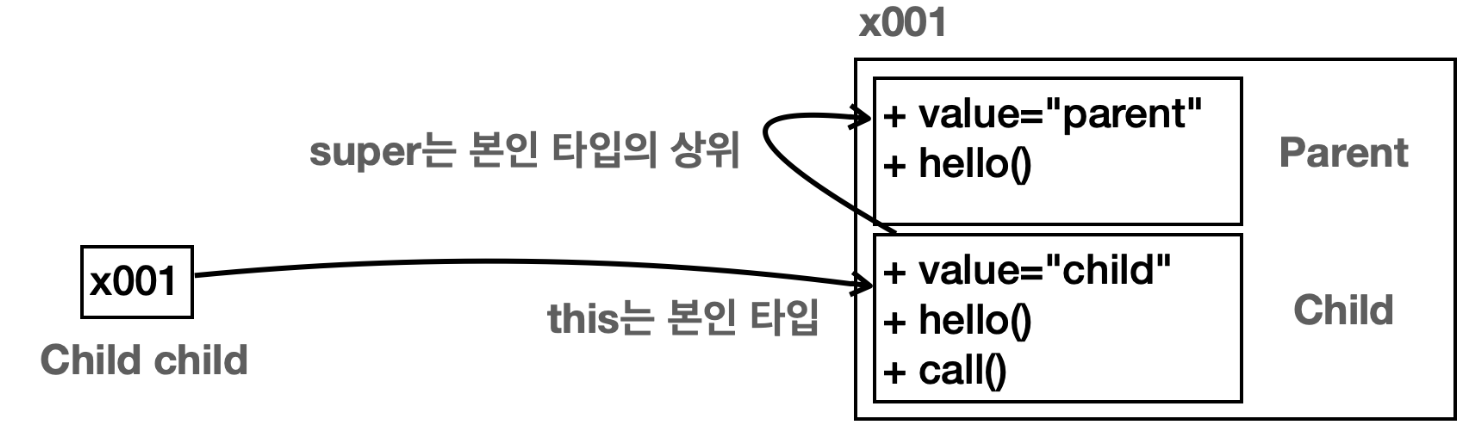 x001
+ value="parent"
+ hello()
Parent
super는 본인 타입의 상위
x001
Child child
this는 본인 타입
+ value="child"
+ hello()
+ call()
Child